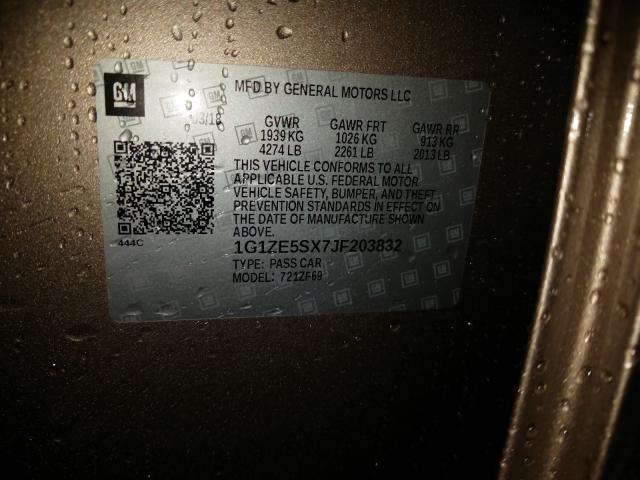 GM
MFD BY GENERAL MOTORS LLC
03/18
GVWR GAWR FRT GAWR RR
1939 KG 1026 KG 913 KG
4274 LB 2261 LB 2013 LB
THIS VEHICLE CONFORMS TO ALL
APPLICABLE U.S. FEDERAL MOTOR
VEHICLE SAFETY, BUMPER, AND THEFT
PREVENTION STANDARDS IN EFFECT ON
THE DATE OF MANUFACTURE SHOWN
ABOVE.
444C
1G1ZE5SX7JF203832
TYPE: PASS CAR
MODEL: 721ZF69